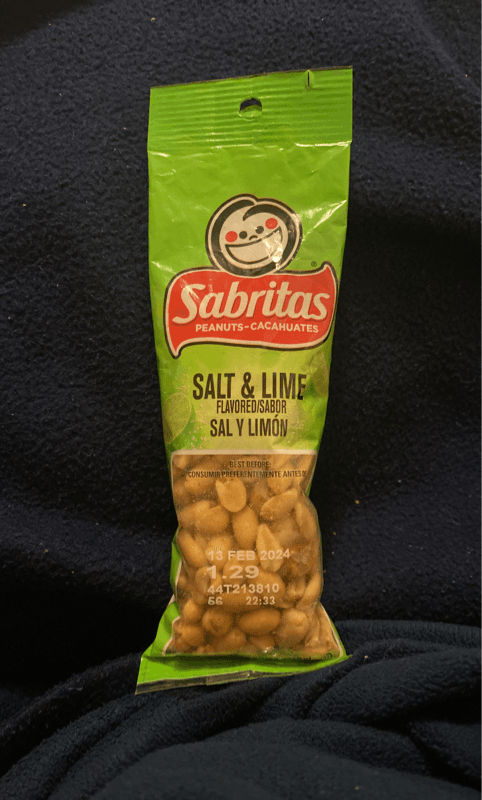 ®
Sabritas
PEANUTS-CACAHUATES
SALT & LIME
FLAVORED/SABOR
SAL Y LIMÓN
BEST BEFORE:
CONSUMIR PREFERENTEMENTE ANTES DE
13 FEB 2024
1.29
44T213810
56 22:33